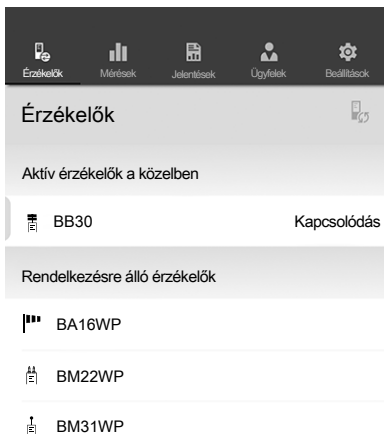 Érzékelők Mérések Jelentések Ügyfelek Beállítások
Érzékelők
Aktív érzékelők a közelben
BB30 Kapcsolódás
Rendelkezésre álló érzékelők
BA16WP
BM22WP
BM31WP